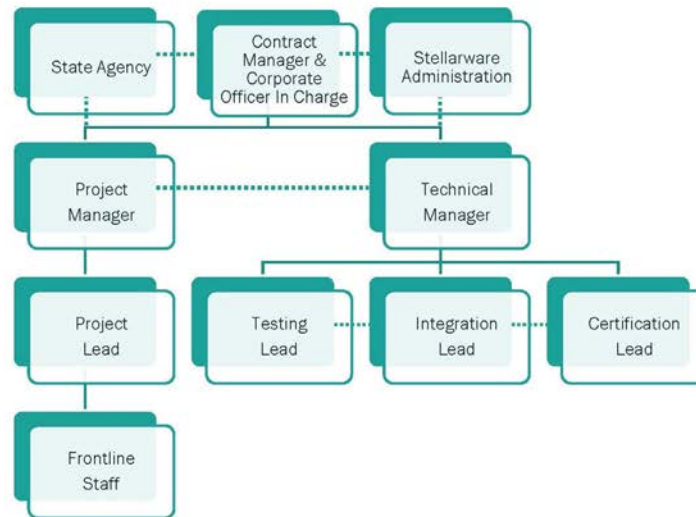 State Agency
Contract
Manager &
Corporate
Officer In Charge
Stellarware
Administration
Project
Manager
Technical
Manager
Project
Lead
Testing
Lead
Integration
Lead
Certification
Lead
Frontline
Staff